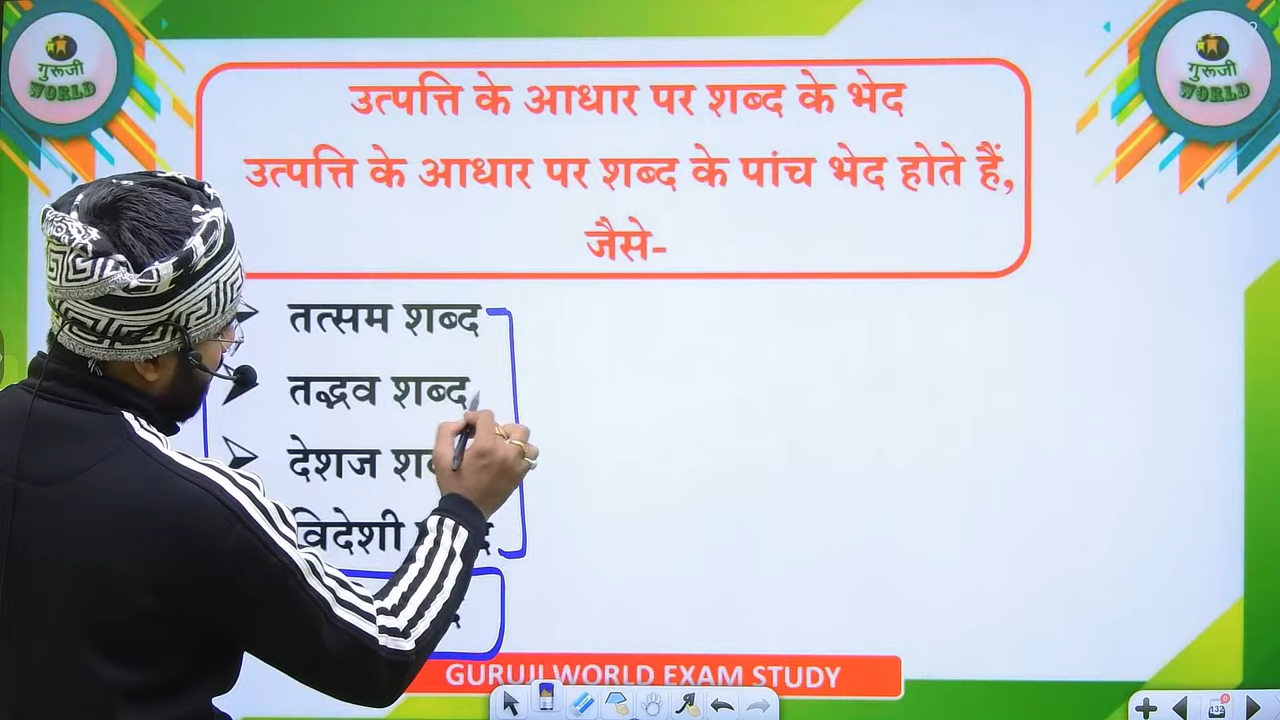 गुरूजी
WORLD
गुरूजी
WORLD
उत्पत्ति के आधार पर शब्द के भेद
उत्पत्ति के आधार पर शब्द के पांच भेद होते हैं,
जैसे-
तत्सम शब्द
तद्भव शब्द
देशज
विदेशी
GURUJI WORLD EXAM STUDY
132